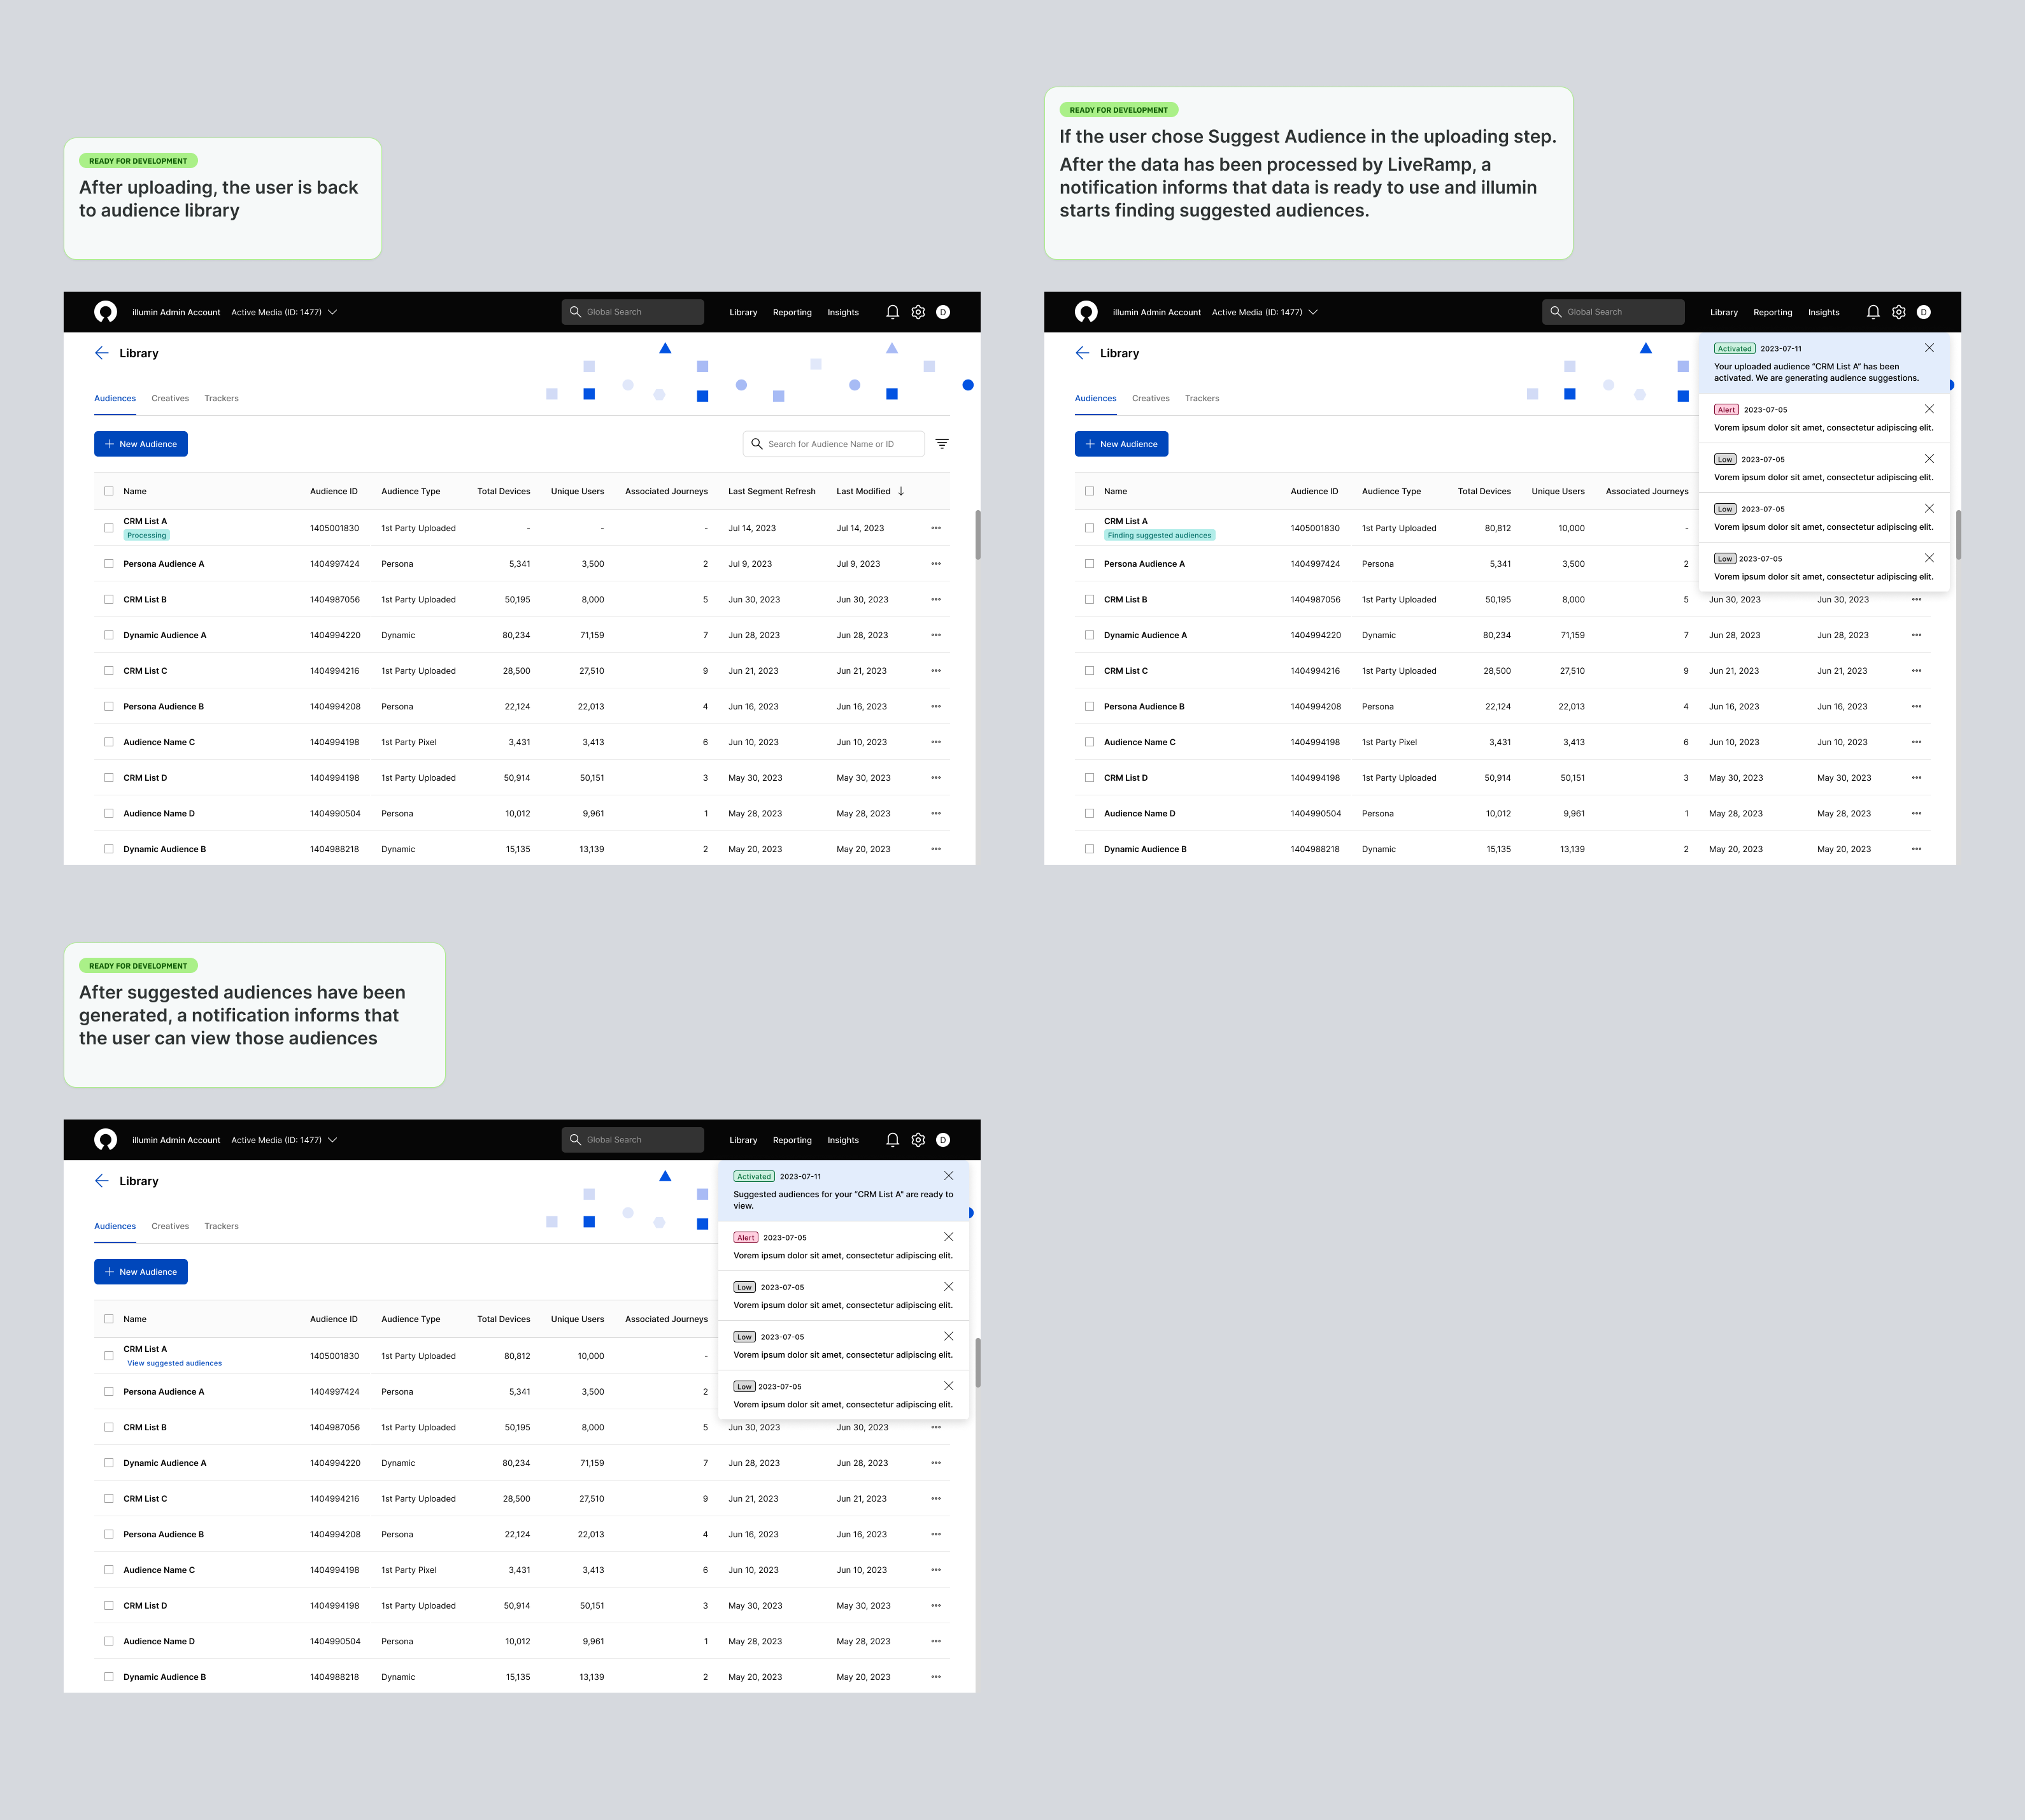 READY FOR DEVELOPMENT
After uploading, the user is back
to audience library
READY FOR DEVELOPMENT
If the user chose Suggest Audience in the uploading step.
After the data has been processed by LiveRamp, a
notification informs that data is ready to use and illumin
starts finding suggested audiences.
illumin Admin Account Active Media (ID: 1477) Global Search Library Reporting Insights D
Library
Audiences Creatives Trackers
New Audience Search for Audience Name or ID
Name Audience ID Audience Type Total Devices Unique Users Associated Journeys Last Segment Refresh Last Modified
CRM List A 1405001830 1st Party Uploaded - - - Jul 14, 2023 Jul 14, 2023
Processing
Persona Audience A 1404997424 Persona 5,341 3,500 2 Jul 9, 2023 Jul 9, 2023
CRM List B 1404987056 1st Party Uploaded 50,195 8,000 5 Jun 30, 2023 Jun 30, 2023
Dynamic Audience A 1404994220 Dynamic 80,234 71,159 7 Jun 28, 2023 Jun 28, 2023
CRM List C 1404994216 1st Party Uploaded 28,500 27,510 9 Jun 21, 2023 Jun 21, 2023
Persona Audience B 1404994208 Persona 22,124 22,013 4 Jun 16, 2023 Jun 16, 2023
Audience Name C 1404994198 1st Party Pixel 3,431 3,413 6 Jun 10, 2023 Jun 10, 2023
CRM List D 1404994198 1st Party Uploaded 50,914 50,151 3 May 30, 2023 May 30, 2023
Audience Name D 1404990504 Persona 10,012 9,961 1 May 28, 2023 May 28, 2023
Dynamic Audience B 1404988218 Dynamic 15,135 13,139 2 May 20, 2023 May 20, 2023
illumin Admin Account Active Media (ID: 1477) Global Search Library Reporting Insights D
Library
Audiences Creatives Trackers
New Audience
Activated 2023-07-11
Your uploaded audience “CRM List A” has been
activated. We are generating audience suggestions.
Alert 2023-07-05
Vorem ipsum dolor sit amet, consectetur adipiscing elit.
Low 2023-07-05
Vorem ipsum dolor sit amet, consectetur adipiscing elit.
Low 2023-07-05
Vorem ipsum dolor sit amet, consectetur adipiscing elit.
Low 2023-07-05
Vorem ipsum dolor sit amet, consectetur adipiscing elit.
Name Audience ID Audience Type Total Devices Unique Users Associated Journeys
CRM List A 1405001830 1st Party Uploaded 80,812 10,000 -
Finding suggested audiences
Persona Audience A 1404997424 Persona 5,341 3,500 2
CRM List B 1404987056 1st Party Uploaded 50,195 8,000 5 Jun 30, 2023 Jun 30, 2023
Dynamic Audience A 1404994220 Dynamic 80,234 71,159 7 Jun 28, 2023 Jun 28, 2023
CRM List C 1404994216 1st Party Uploaded 28,500 27,510 9 Jun 21, 2023 Jun 21, 2023
Persona Audience B 1404994208 Persona 22,124 22,013 4 Jun 16, 2023 Jun 16, 2023
Audience Name C 1404994198 1st Party Pixel 3,431 3,413 6 Jun 10, 2023 Jun 10, 2023
CRM List D 1404994198 1st Party Uploaded 50,914 50,151 3 May 30, 2023 May 30, 2023
Audience Name D 1404990504 Persona 10,012 9,961 1 May 28, 2023 May 28, 2023
Dynamic Audience B 1404988218 Dynamic 15,135 13,139 2 May 20, 2023 May 20, 2023
READY FOR DEVELOPMENT
After suggested audiences have been
generated, a notification informs that
the user can view those audiences
illumin Admin Account Active Media (ID: 1477) Global Search Library Reporting Insights D
Library
Audiences Creatives Trackers
New Audience
Activated 2023-07-11
Suggested audiences for your “CRM List A” are ready to
view.
Alert 2023-07-05
Vorem ipsum dolor sit amet, consectetur adipiscing elit.
Low 2023-07-05
Vorem ipsum dolor sit amet, consectetur adipiscing elit.
Low 2023-07-05
Vorem ipsum dolor sit amet, consectetur adipiscing elit.
Low 2023-07-05
Vorem ipsum dolor sit amet, consectetur adipiscing elit.
Name Audience ID Audience Type Total Devices Unique Users Associated Journeys
CRM List A 1405001830 1st Party Uploaded 80,812 10,000 -
View suggested audiences
Persona Audience A 1404997424 Persona 5,341 3,500 2
CRM List B 1404987056 1st Party Uploaded 50,195 8,000 5 Jun 30, 2023 Jun 30, 2023
Dynamic Audience A 1404994220 Dynamic 80,234 71,159 7 Jun 28, 2023 Jun 28, 2023
CRM List C 1404994216 1st Party Uploaded 28,500 27,510 9 Jun 21, 2023 Jun 21, 2023
Persona Audience B 1404994208 Persona 22,124 22,013 4 Jun 16, 2023 Jun 16, 2023
Audience Name C 1404994198 1st Party Pixel 3,431 3,413 6 Jun 10, 2023 Jun 10, 2023
CRM List D 1404994198 1st Party Uploaded 50,914 50,151 3 May 30, 2023 May 30, 2023
Audience Name D 1404990504 Persona 10,012 9,961 1 May 28, 2023 May 28, 2023
Dynamic Audience B 1404988218 Dynamic 15,135 13,139 2 May 20, 2023 May 20, 2023